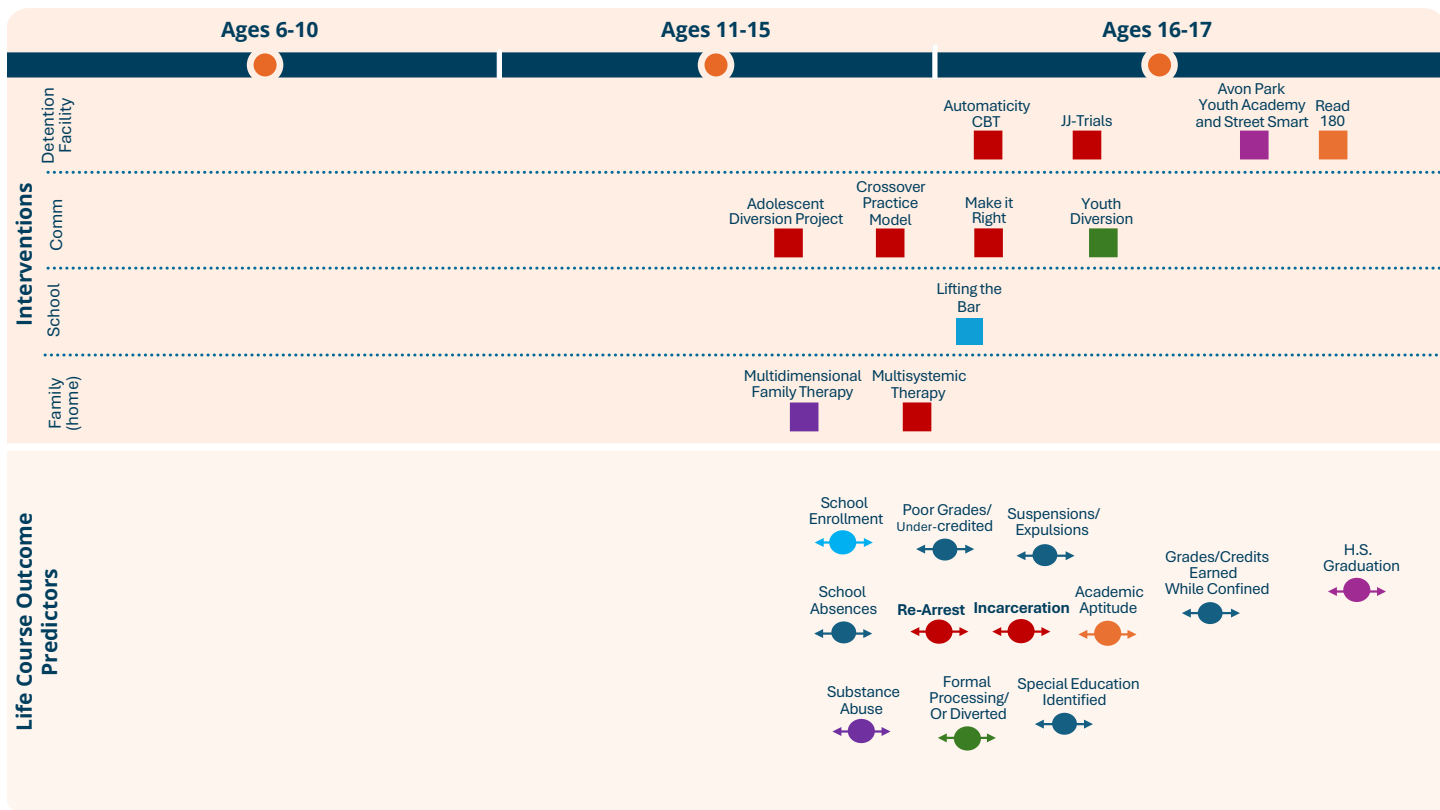 Ages 6-10
Ages 11-15
Ages 16-17
Interventions
Detention
Facility
Automaticity
CBT
JJ-Trials
Avon Park
Youth Academy
and Street Smart
Read
180
Comm
Adolescent
Diversion Project
Crossover
Practice
Model
Make it
Right
Youth
Diversion
School
Lifting the
Bar
Family
(home)
Multidimensional
Family Therapy
Multisystemic
Therapy
Life Course Outcome
Predictors
School
Enrollment
Poor Grades/
Under-credited
Suspensions/
Expulsions
Grades/Credits
Earned
While Confined
H.S.
Graduation
School
Absences
Re-Arrest
Incarceration
Academic
Aptitude
Substance
Abuse
Formal
Processing/
Or Diverted
Special Education
Identified